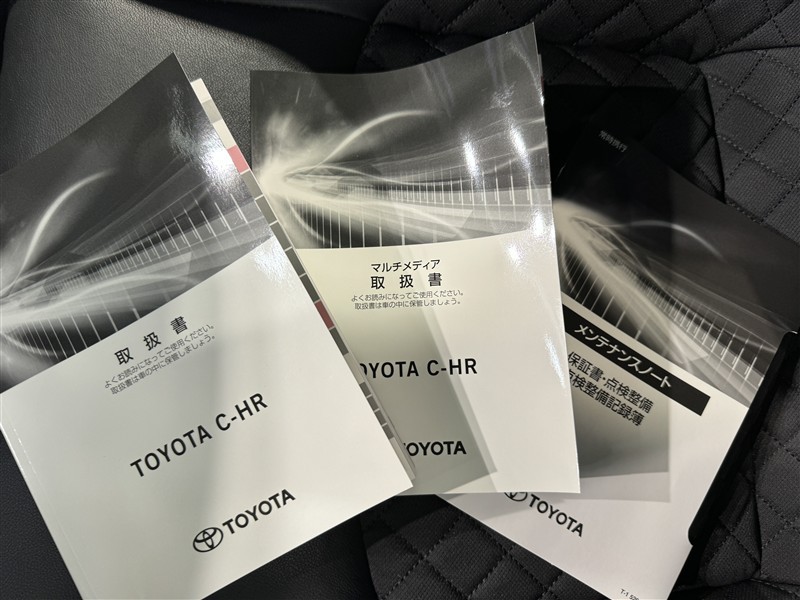 取扱書
よくお読みになってご使用ください。
取扱書は車の中に保管しましょう。
TOYOTA C-HR
TOYOTA
マルチメディア
取扱書
よくお読みになってご使用ください。
取扱書は車の中に保管しましょう。
OYOTA C-HR
OYOTA
メンテナンスノート
保証書・点検整備
点検整備記録簿
TOYOTA